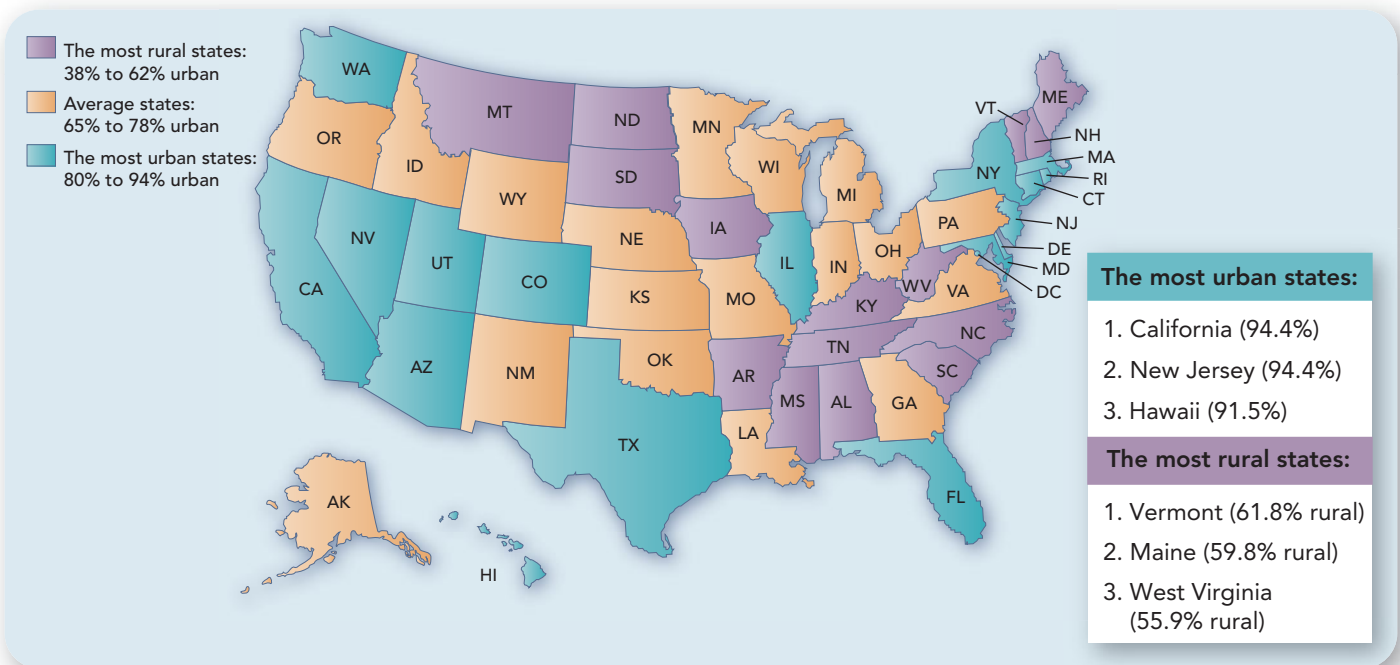 The most rural states:
38% to 62% urban
Average states:
65% to 78% urban
The most urban states:
80% to 94% urban
WA
OR
ID
MT
WY
ND
SD
NE
MN
IA
WI
MI
CA
NV
UT
CO
KS
MO
IL
IN
OH
PA
NY
VT
ME
NH
MA
RI
CT
NJ
DE
MD
DC
WV
VA
KY
NC
TN
SC
AZ
NM
OK
AR
MS
AL
GA
LA
TX
FL
AK
HI
The most urban states:
1. California (94.4%)
2. New Jersey (94.4%)
3. Hawaii (91.5%)
The most rural states:
1. Vermont (61.8% rural)
2. Maine (59.8% rural)
3. West Virginia
(55.9% rural)